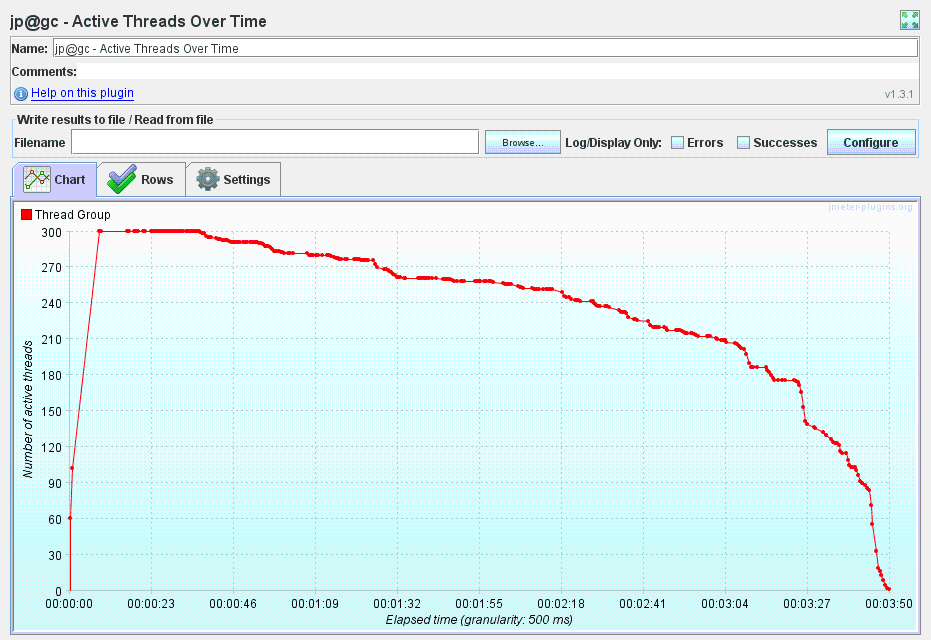 jp@gc - Active Threads Over Time
Name: jp@gc - Active Threads Over Time
Comments:
Help on this plugin
v1.3.1
Write results to file / Read from file
Filename Browse... Log/Display Only: Errors Successes Configure
Chart Rows Settings
jmeter-plugins.org
Thread Group
300
270
240
210
180
150
120
90
60
30
0
Number of active threads
00:00:00 00:00:23 00:00:46 00:01:09 00:01:32 00:01:55 00:02:18 00:02:41 00:03:04 00:03:27 00:03:50
Elapsed time (granularity: 500 ms)